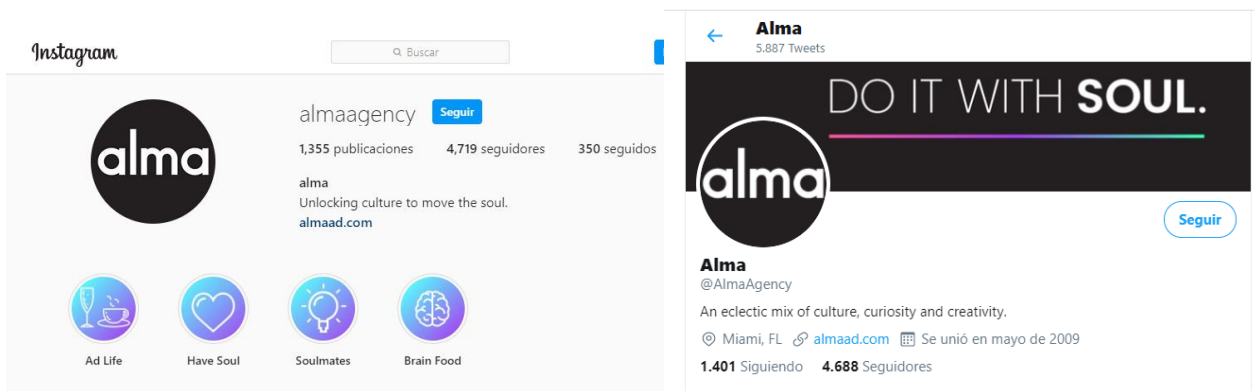 Instagram
Buscar
alma
almaagency Seguir
1,355 publicaciones 4,719 seguidores 350 seguidos
alma
Unlocking culture to move the soul.
almaad.com
Ad Life Have Soul Soulmates Brain Food
Alma
5.887 Tweets
DO IT WITH SOUL.
alma
Seguir
Alma
@AlmaAgency
An eclectic mix of culture, curiosity and creativity.
Miami, FL almaad.com Se unió en mayo de 2009
1.401 Siguiendo 4.688 Seguidores